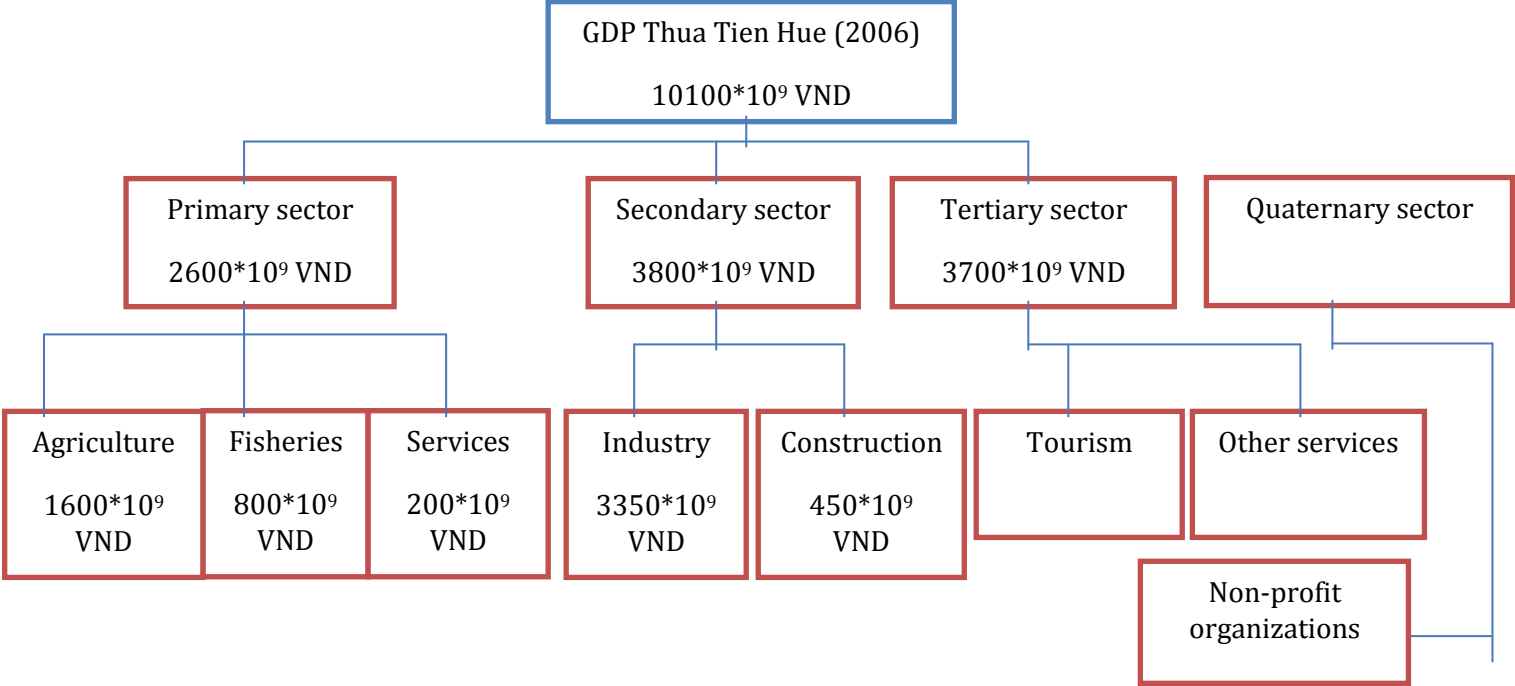 GDP Thua Tien Hue (2006)
10100*10⁹ VND
Primary sector
2600*10⁹ VND
Secondary sector
3800*10⁹ VND
Tertiary sector
3700*10⁹ VND
Quaternary sector
Agriculture
1600*10⁹
VND
Fisheries
800*10⁹
VND
Services
200*10⁹
VND
Industry
3350*10⁹
VND
Construction
450*10⁹
VND
Tourism
Other services
Non-profit
organizations